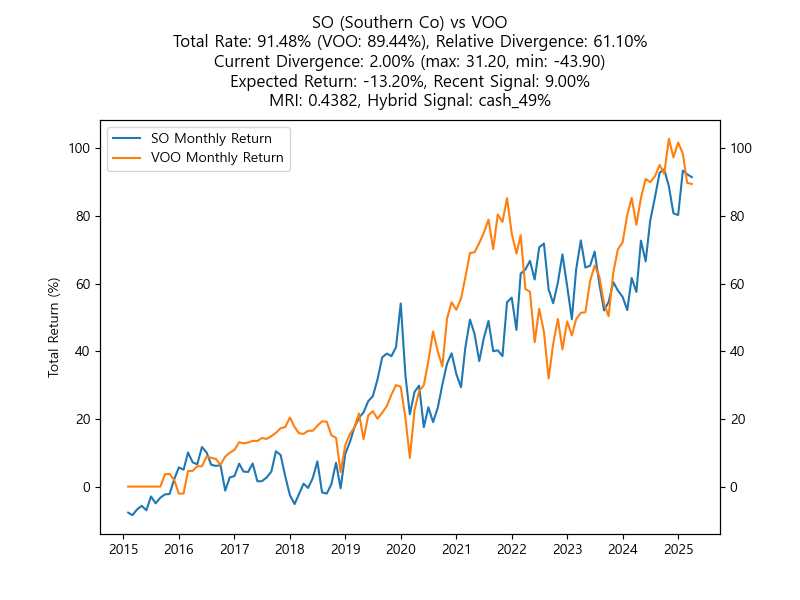 SO (Southern Co) vs VOO
Total Rate: 91.48% (VOO: 89.44%), Relative Divergence: 61.10%
Current Divergence: 2.00% (max: 31.20, min: -43.90)
Expected Return: -13.20%, Recent Signal: 9.00%
MRI: 0.4382, Hybrid Signal: cash_49%
SO Monthly Return
VOO Monthly Return
Total Return (%)
100
80
60
40
20
0
100
80
60
40
20
0
2015 2016 2017 2018 2019 2020 2021 2022 2023 2024 2025